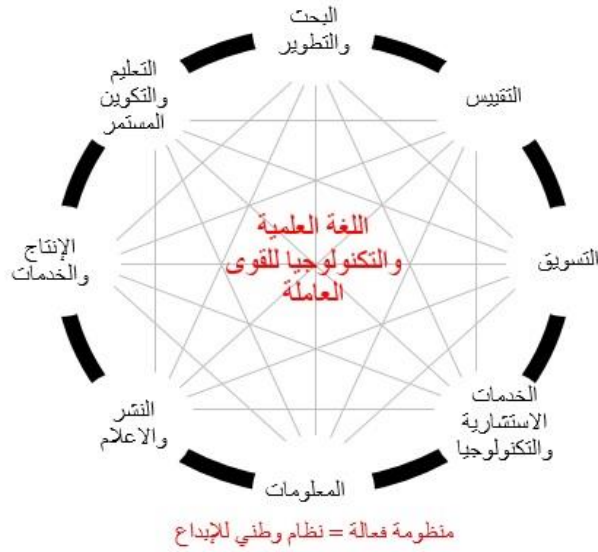 البحث
والتطوير
التقييس
التسويق
الخدمات
الاستشارية
والتكنولوجيا
المعلومات
النشر
والاعلام
الإنتاج
والخدمات
التعليم
والتكوين
المستمر
اللغة العلمية
والتكنولوجيا للقوى
العاملة
منظومة فعالة = نظام وطني للإبداع